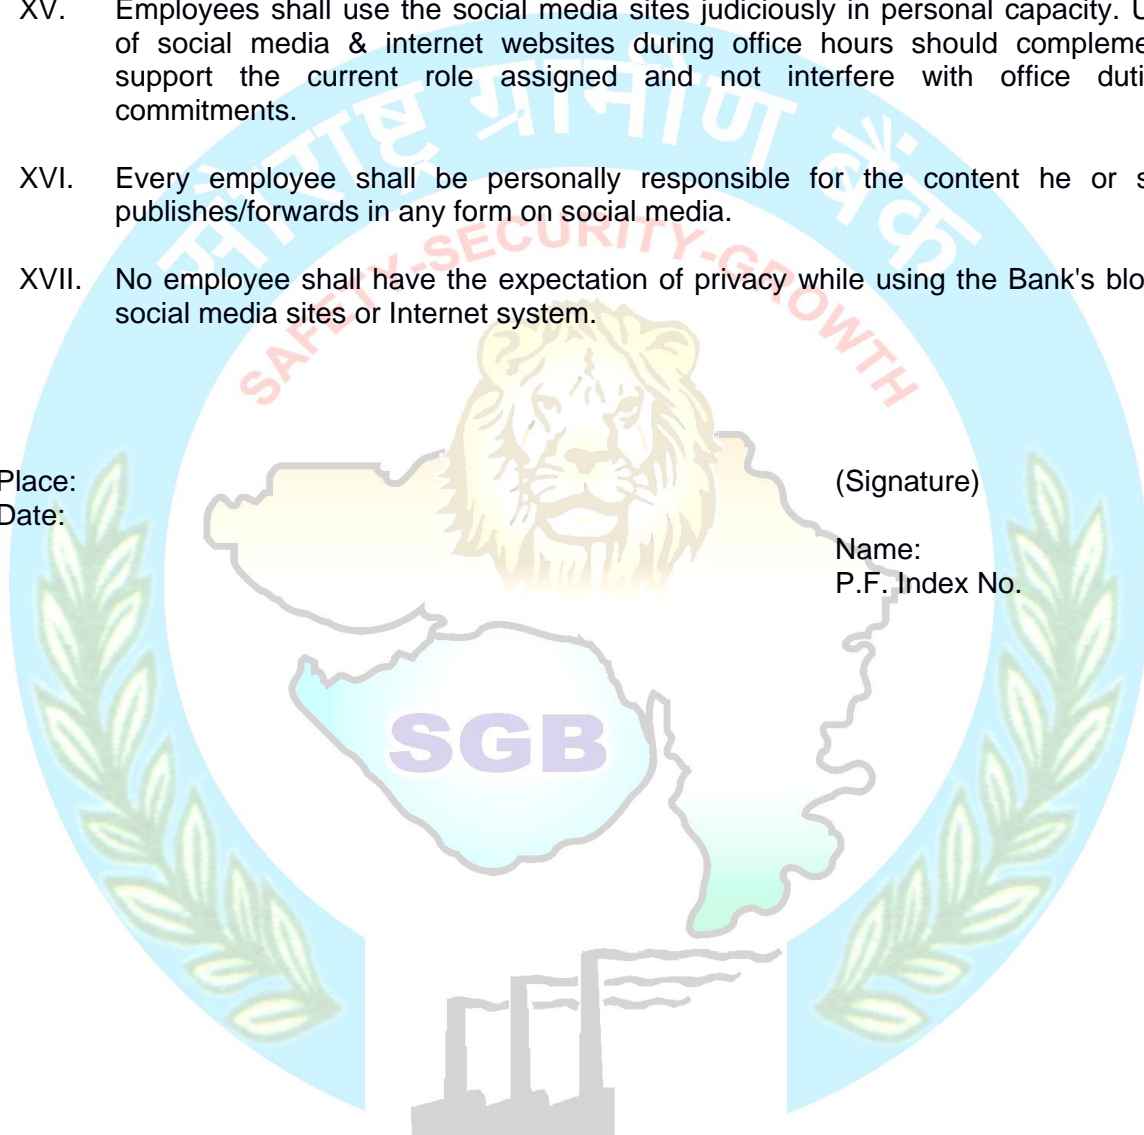 XV. Employees shall use the social media sites judiciously in personal capacity.
of social media & internet websites during office hours should
support the current role assigned and not interfere with office
commitments.
XVI. Every employee shall be personally responsible for the content he or
publishes/forwards in any form on social media.
XVII. No employee shall have the expectation of privacy while using the Bank's
social media sites or Internet system.
Place:
Date:
(Signature)
Name:
P.F. Index No.
सौराष्ट्र ग्रामीण बैंक
SAFETY-SECURITY-GROWTH
SGB